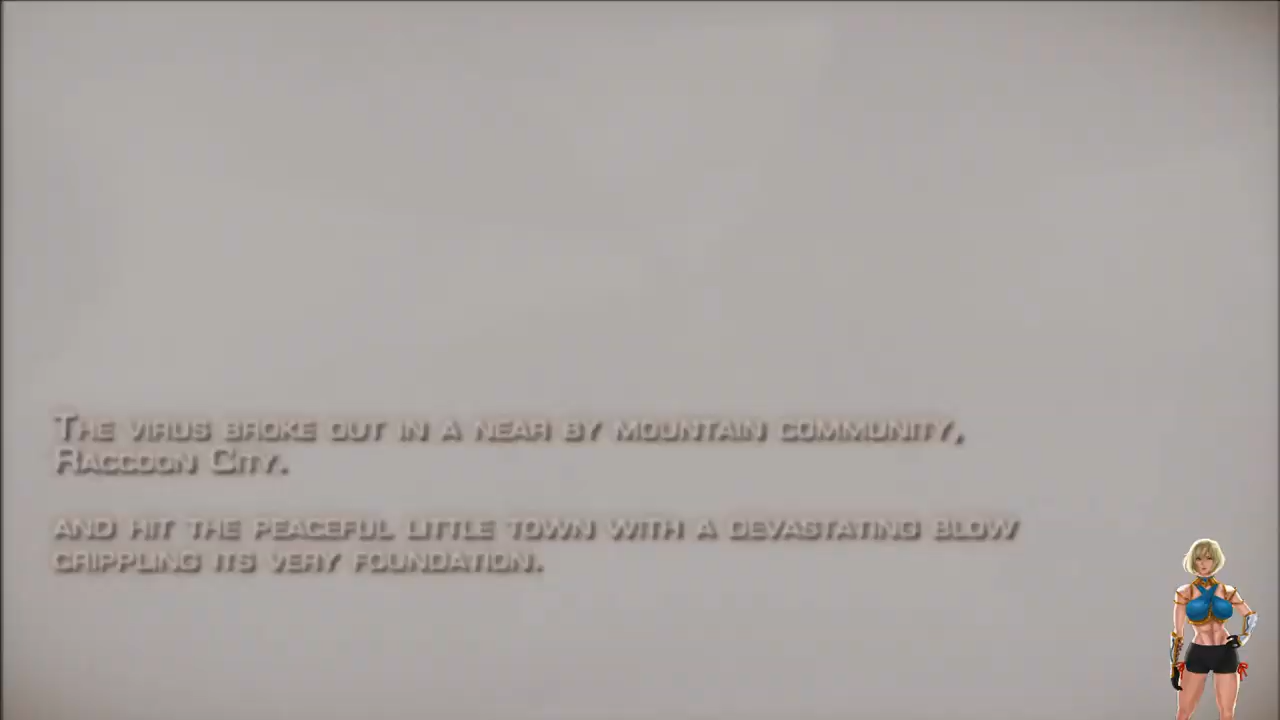 The virus broke out in a near by mountain community,
Raccoon City.
and hit the peaceful little town with a devastating blow
crippling its very foundation.